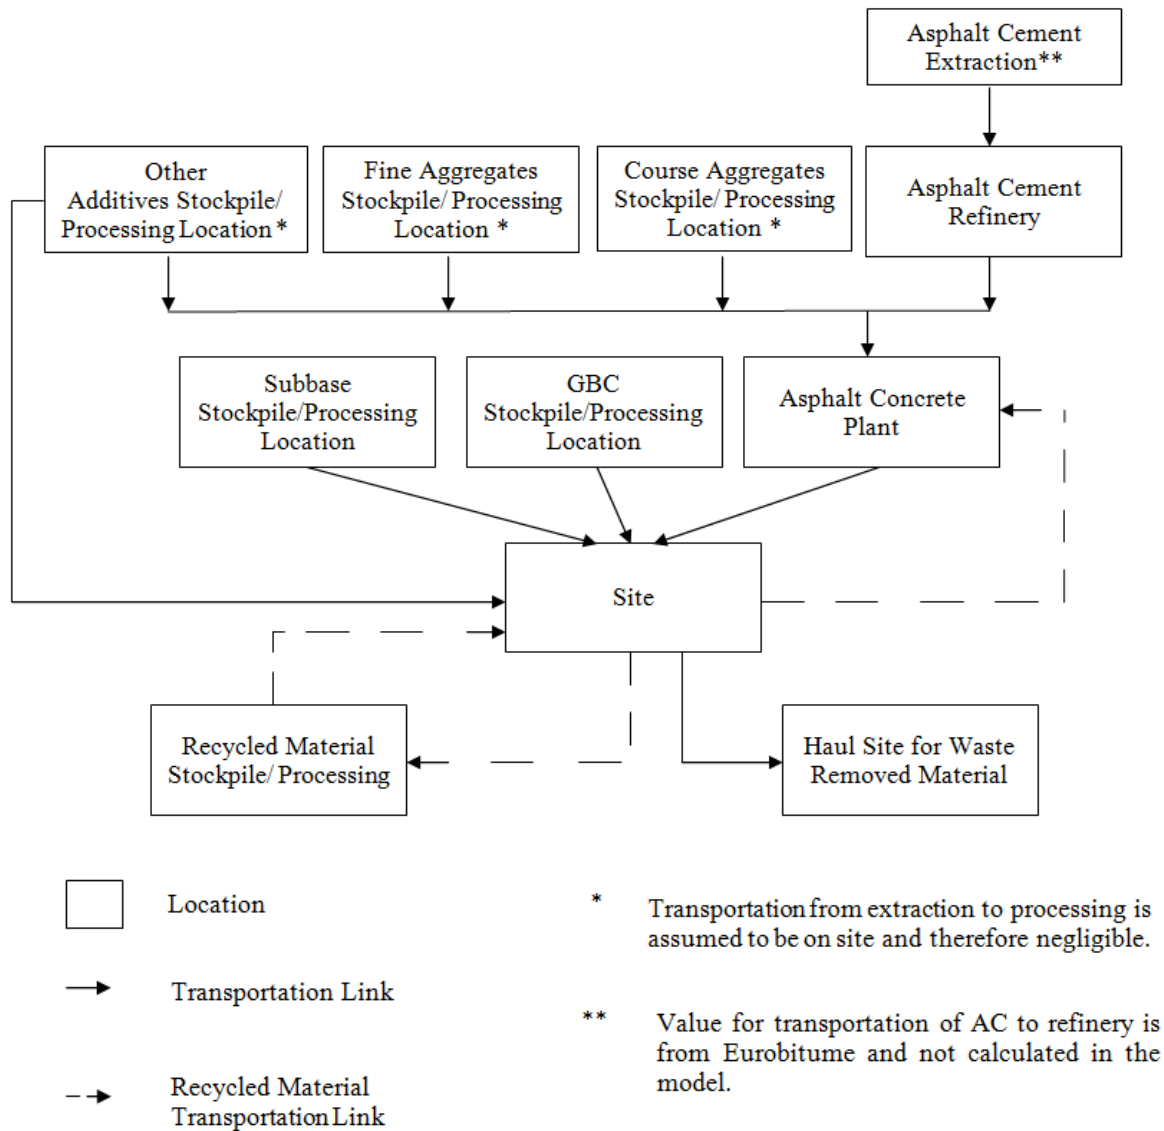 Asphalt Cement
Extraction**
Other
Additives Stockpile/
Processing Location *
Fine Aggregates
Stockpile/ Processing
Location *
Course Aggregates
Stockpile/ Processing
Location *
Asphalt Cement
Refinery
Subbase
Stockpile/Processing
Location
GBC
Stockpile/Processing
Location
Asphalt Concrete
Plant
Site
Recycled Material
Stockpile/ Processing
Haul Site for Waste
Removed Material
Location
Transportation Link
Recycled Material
Transportation Link
* Transportation from extraction to processing is
assumed to be on site and therefore negligible.
** Value for transportation of AC to refinery is
from Eurobitume and not calculated in the
model.